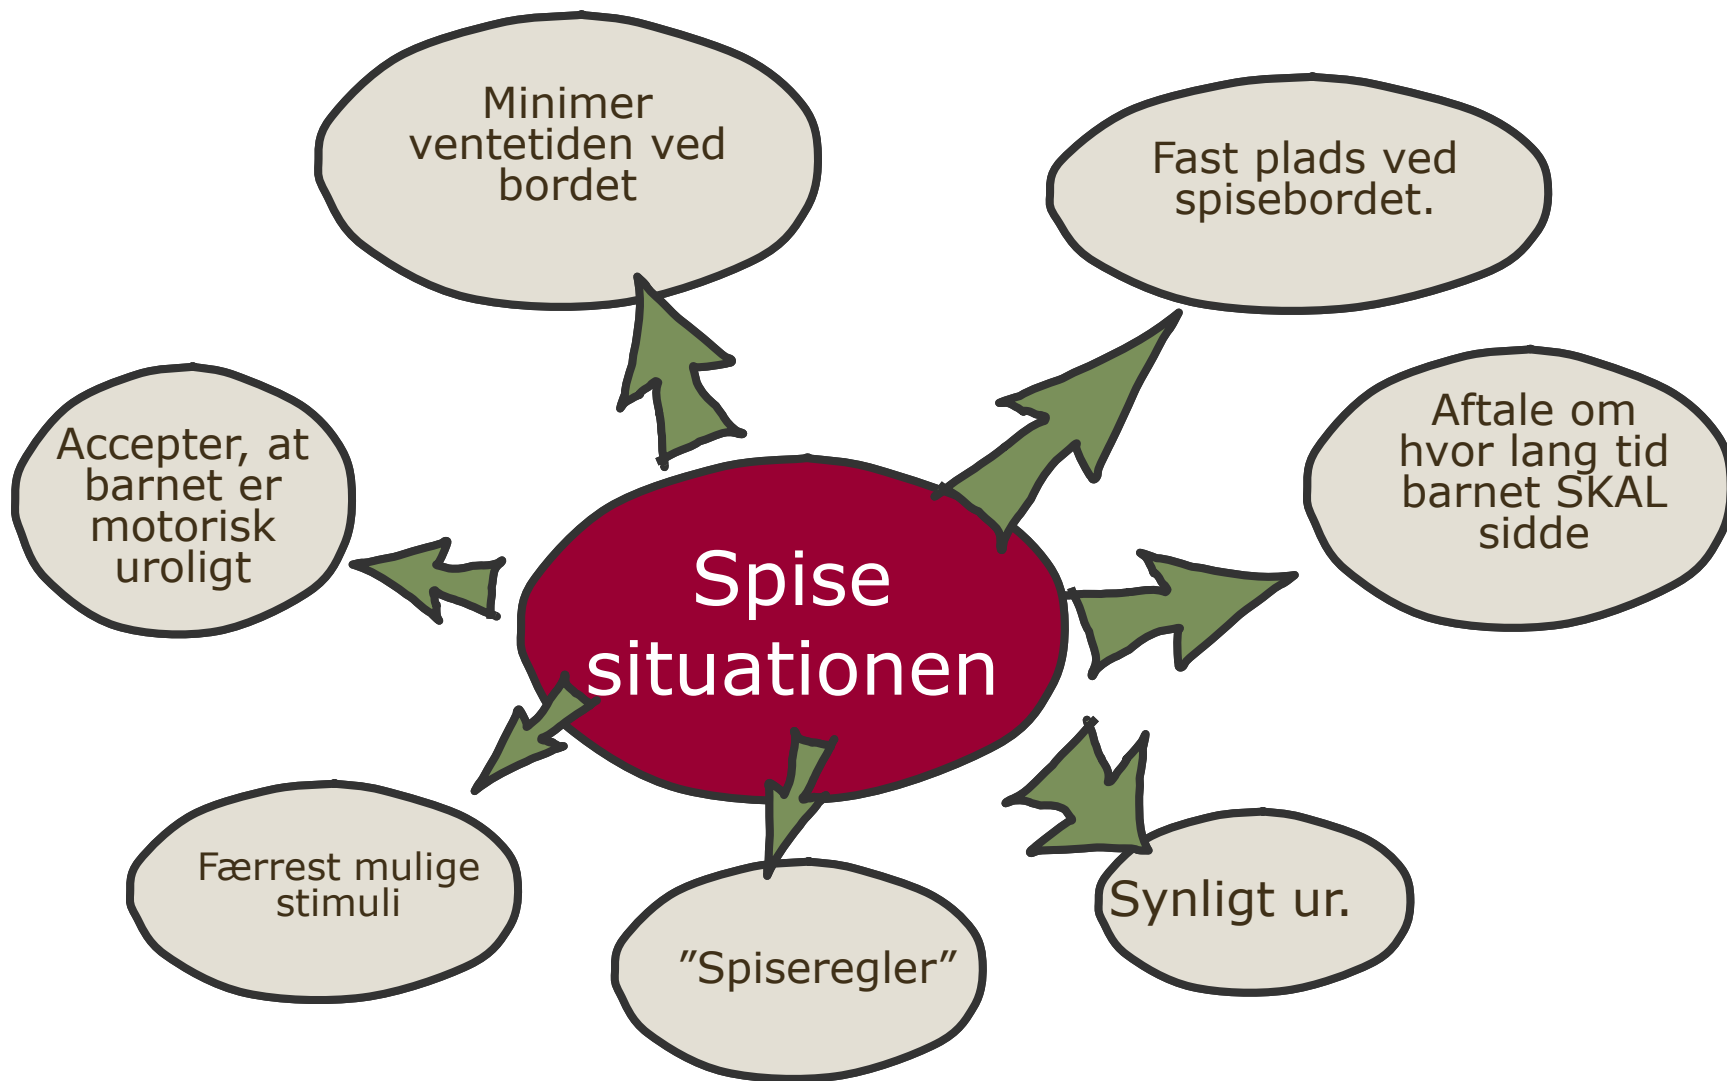 Minimer
ventetiden ved
bordet
Fast plads ved
spisebordet.
Aftale om
hvor lang tid
barnet SKAL
sidde
Accepter, at
barnet er
motorisk
uroligt
Spise
situationen
Færrest mulige
stimuli
”Spiseregler”
Synligt ur.